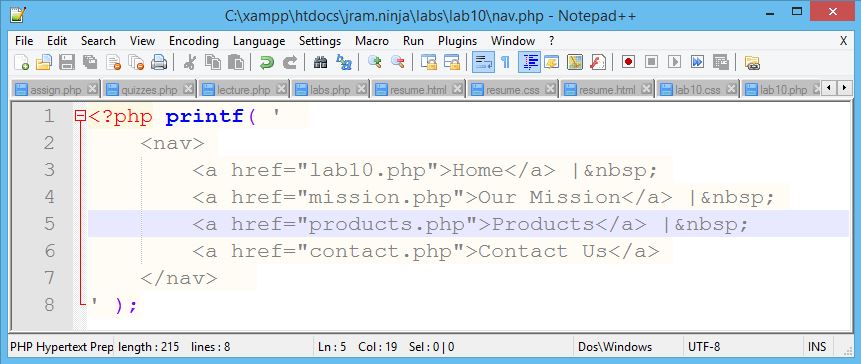 C:\xampp\htdocs\jram.ninja\labs\lab10\nav.php - Notepad++
File Edit Search View Encoding Language Settings Macro Run Plugins Window ? X
assign.php quizzes.php lecture.php labs.php resume.html resume.css resume.html lab10.css lab10.php
1 <?php printf( '
2     <nav>
3         <a href="lab10.php">Home</a> |&nbsp;
4         <a href="mission.php">Our Mission</a> |&nbsp;
5         <a href="products.php">Products</a> |&nbsp;
6         <a href="contact.php">Contact Us</a>
7     </nav>
8 ' );
PHP Hypertext Prep length : 215 lines : 8 Ln : 5 Col : 19 Sel : 0 | 0 Dos\Windows UTF-8 INS